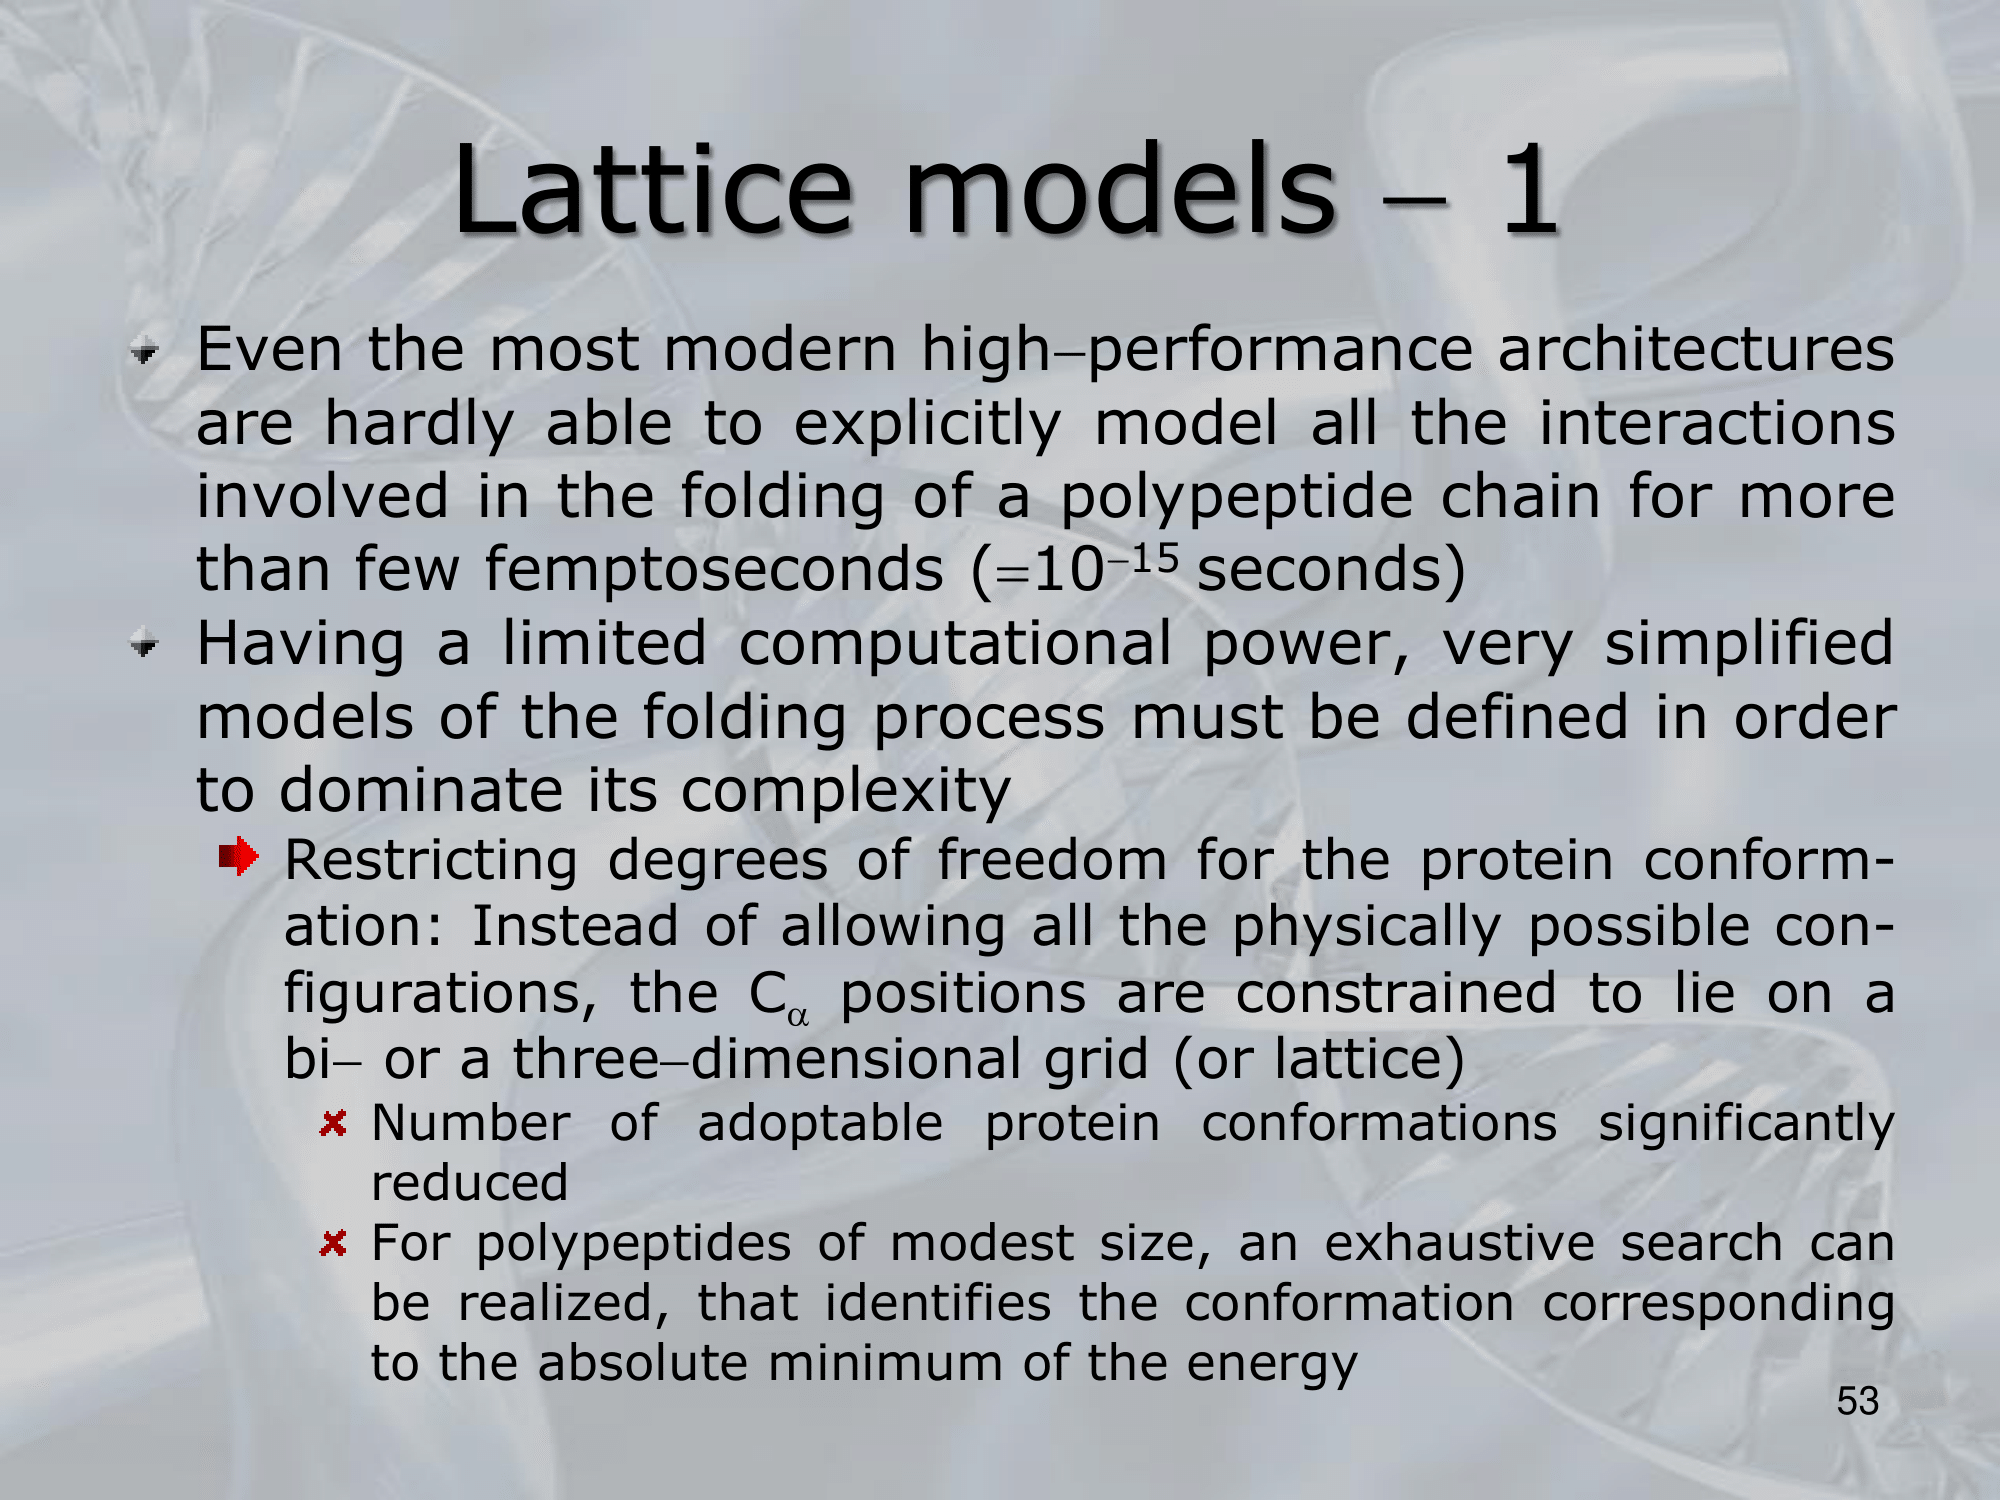 Lattice models – 1
Even the most modern high–performance architectures
are hardly able to explicitly model all the interactions
involved in the folding of a polypeptide chain for more
than few femptoseconds (=10⁻¹⁵ seconds)
Having a limited computational power, very simplified
models of the folding process must be defined in order
to dominate its complexity
Restricting degrees of freedom for the protein conform-
ation: Instead of allowing all the physically possible con-
figurations, the Cα positions are constrained to lie on a
bi– or a three–dimensional grid (or lattice)
Number of adoptable protein conformations significantly
reduced
For polypeptides of modest size, an exhaustive search can
be realized, that identifies the conformation corresponding
to the absolute minimum of the energy
53